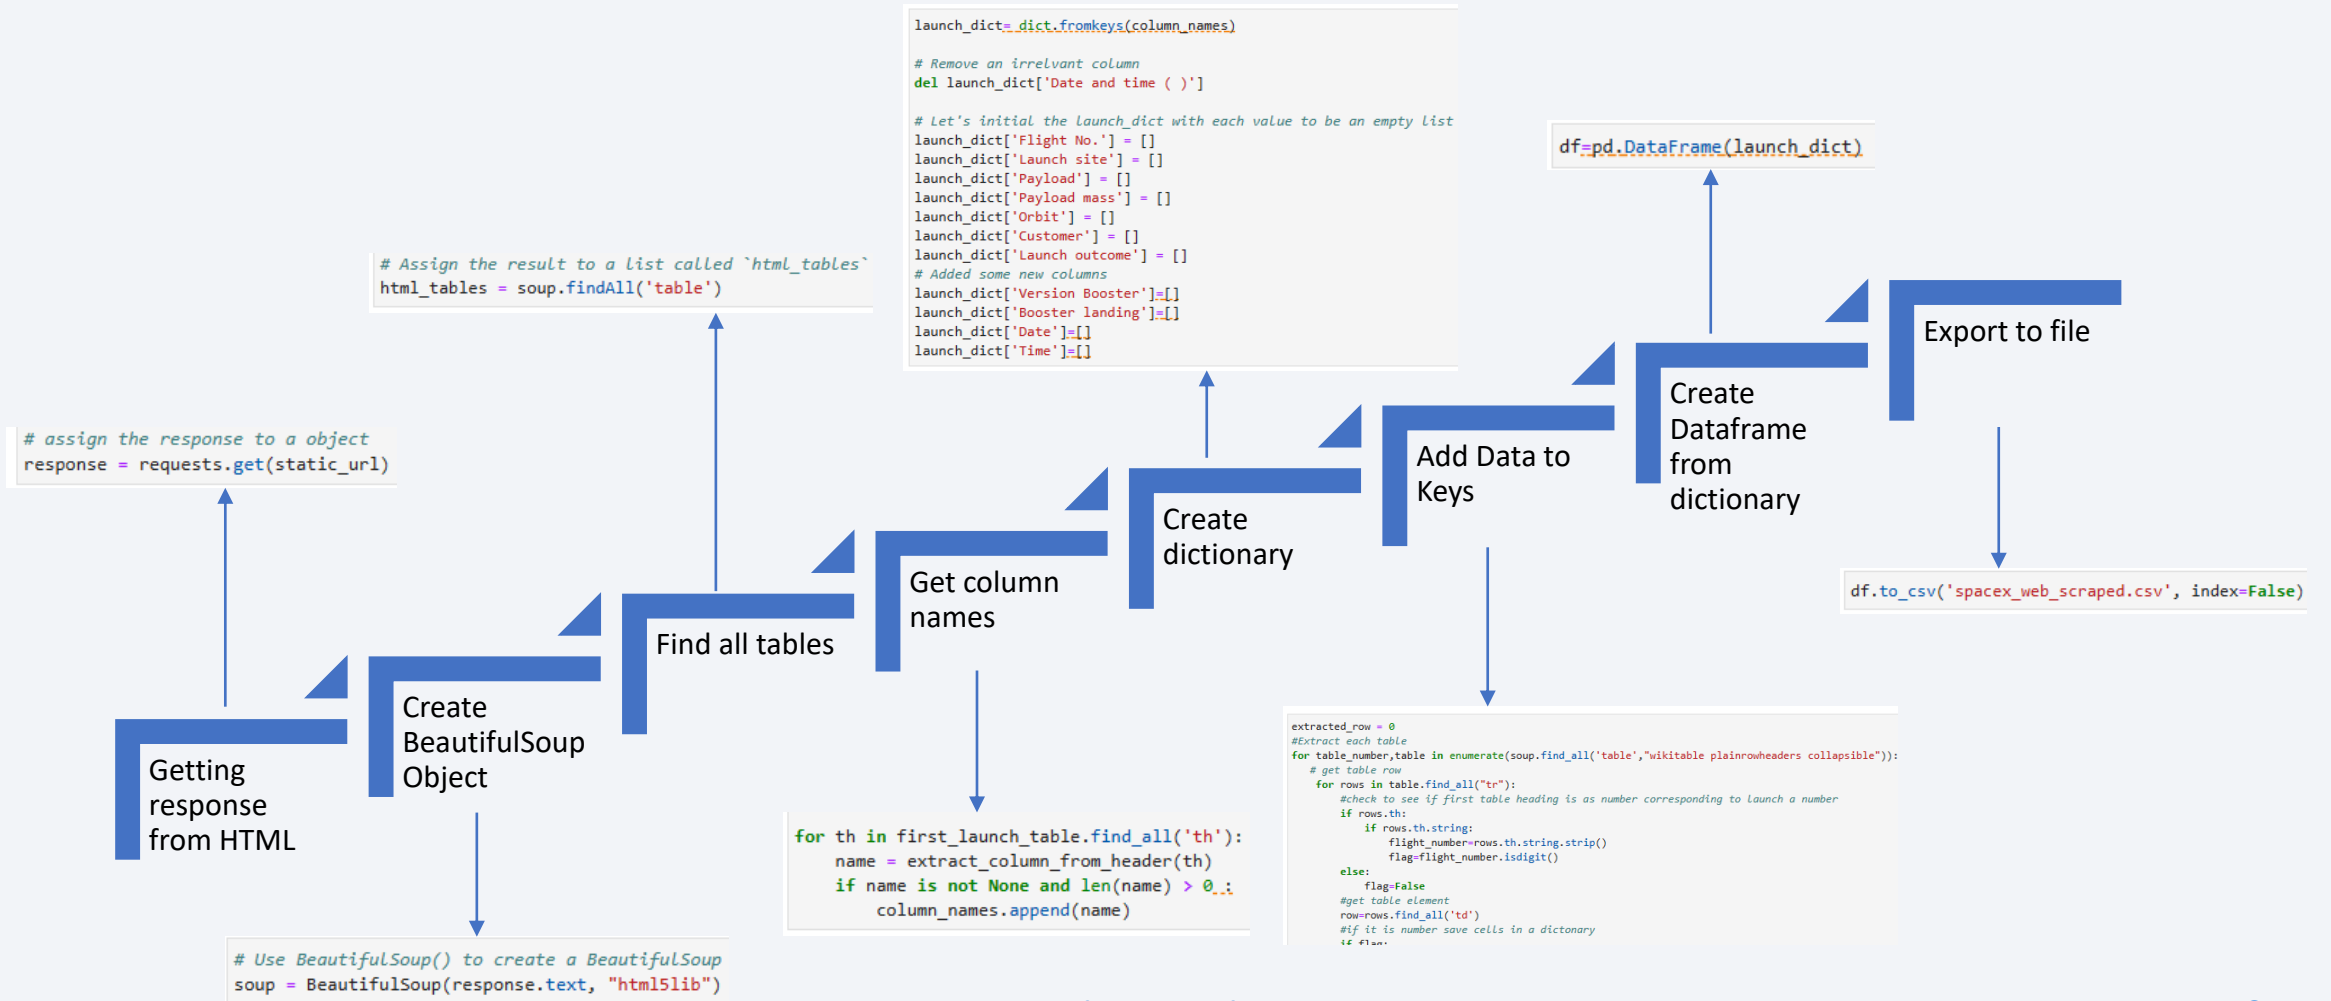 launch_dict= dict.fromkeys(column_names)
# Remove an irrelvant column
del launch_dict['Date and time ( )']
# Let's initial the launch_dict with each value to be an empty list
launch_dict['Flight No.'] = []
launch_dict['Launch site'] = []
launch_dict['Payload'] = []
launch_dict['Payload mass'] = []
launch_dict['Orbit'] = []
launch_dict['Customer'] = []
launch_dict['Launch outcome'] = []
# Added some new columns
launch_dict['Version Booster']=[]
launch_dict['Booster landing']=[]
launch_dict['Date']=[]
launch_dict['Time']=[]
df=pd.DataFrame(launch_dict)
# Assign the result to a list called `html_tables`
html_tables = soup.findAll('table')
# assign the response to a object
response = requests.get(static_url)
Getting
response
from HTML
Create
BeautifulSoup
Object
Find all tables
Get column
names
Create
dictionary
Add Data to
Keys
Create
Dataframe
from
dictionary
Export to file
df.to_csv('spacex_web_scraped.csv', index=False)
extracted_row = 0
#Extract each table
for table_number,table in enumerate(soup.find_all('table',"wikitable plainrowheaders collapsible")):
# get table row
for rows in table.find_all("tr"):
#check to see if first table heading is as number corresponding to launch a number
if rows.th:
if rows.th.string:
flight_number=rows.th.string.strip()
flag=flight_number.isdigit()
else:
flag=False
#get table element
row=rows.find_all('td')
#if it is number save cells in a dictonary
if flag:
for th in first_launch_table.find_all('th'):
name = extract_column_from_header(th)
if name is not None and len(name) > 0 :
column_names.append(name)
# Use BeautifulSoup() to create a BeautifulSoup
soup = BeautifulSoup(response.text, "html5lib")